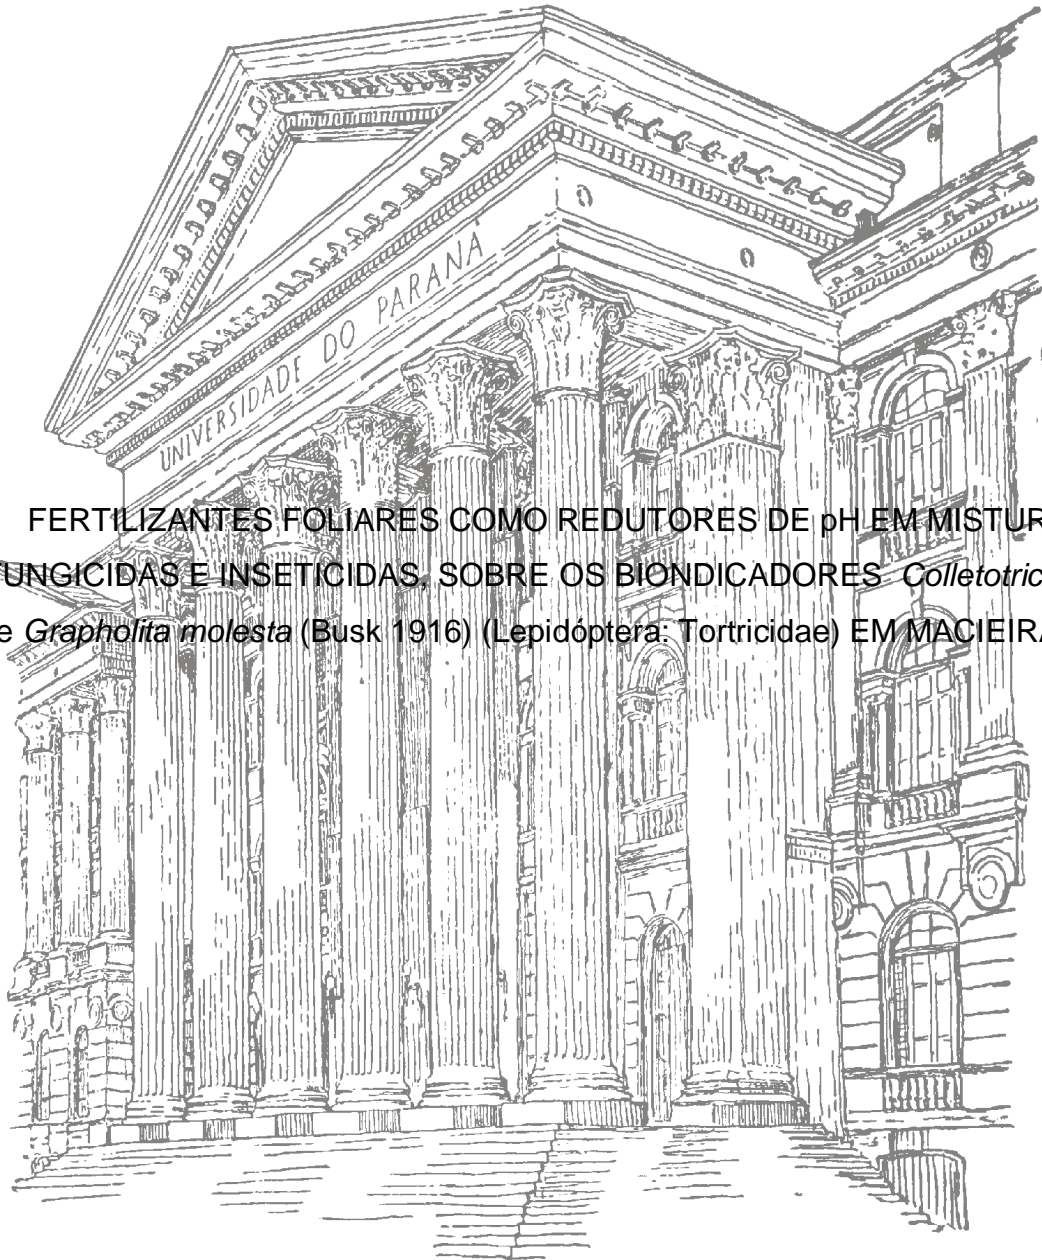 UNIVERSIDADE DO PARANÁ
FERTILIZANTES FOLIARES COMO REDUTORES DE pH EM MISTUR
FUNGICIDAS E INSETICIDAS, SOBRE OS BIONDICADORES Colletotric
e Grapholita molesta (Busk 1916) (Lepidóptera: Tortricidae) EM MACIEIRA